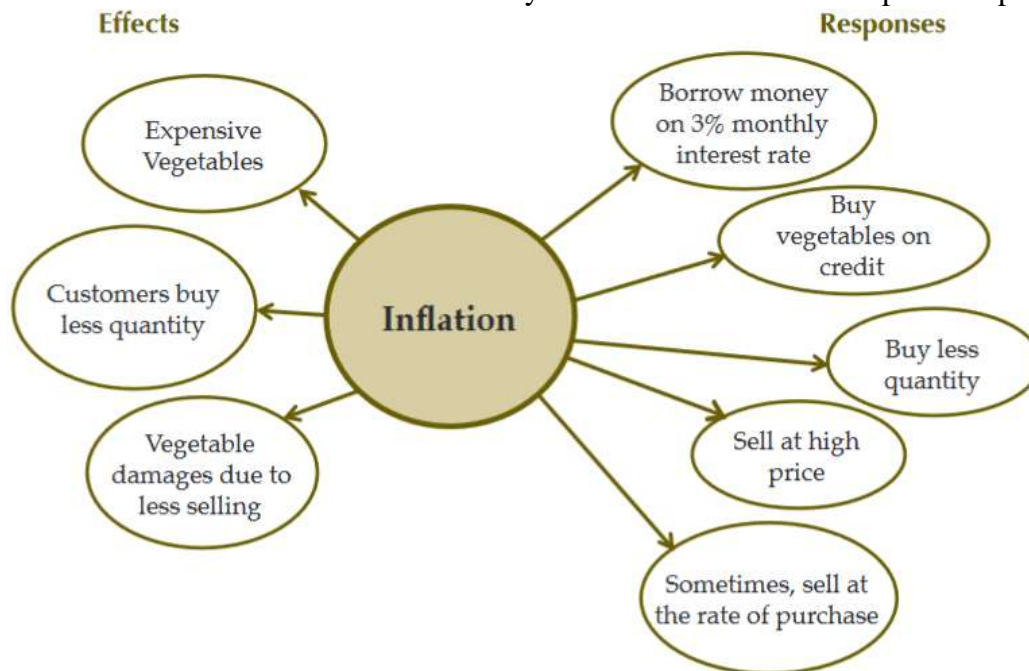 Effects
Responses
Expensive
Vegetables
Customers buy
less quantity
Vegetable
damages due to
less selling
Inflation
Borrow money
on 3% monthly
interest rate
Buy
vegetables on
credit
Buy less
quantity
Sell at high
price
Sometimes, sell at
the rate of purchase